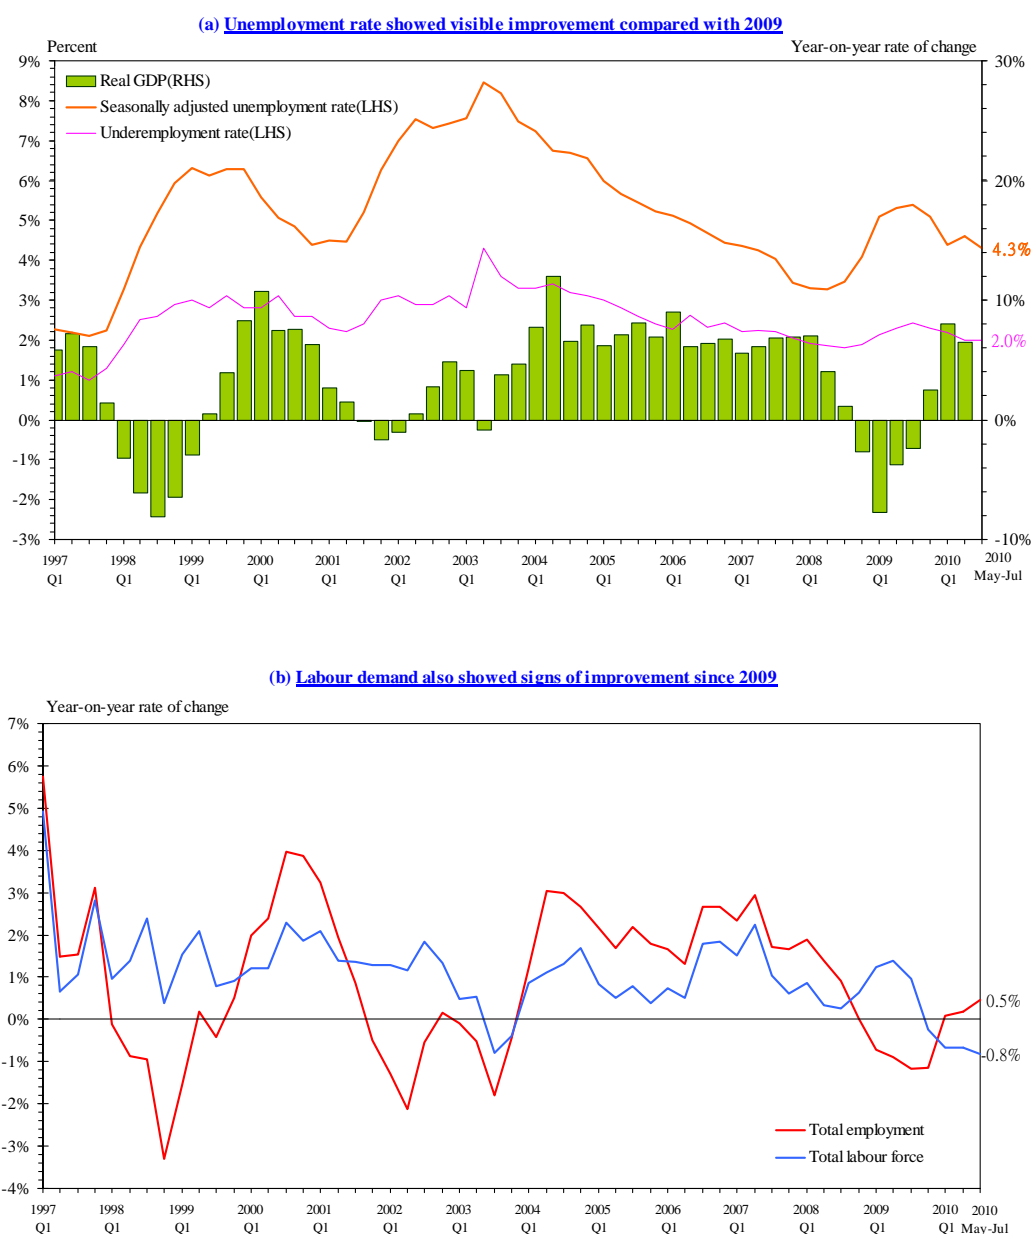 (a) Unemployment rate showed visible improvement compared with 2009
Percent Year-on-year rate of change
9% 30%
Real GDP(RHS)
8%
Seasonally adjusted unemployment rate(LHS)
Underemployment rate(LHS)
7%
6% 20%
5%
4.3%
4%
3% 10%
2% 2.0%
1%
0% 0%
-1%
-2%
-3% -10%
1997 1998 1999 2000 2001 2002 2003 2004 2005 2006 2007 2008 2009 2010 2010
Q1 Q1 Q1 Q1 Q1 Q1 Q1 Q1 Q1 Q1 Q1 Q1 Q1 Q1 May-Jul
(b) Labour demand also showed signs of improvement since 2009
Year-on-year rate of change
7%
6%
5%
4%
3%
2%
1%
0.5%
0%
-0.8%
-1%
-2%
Total employment
-3%
Total labour force
-4%
1997 1998 1999 2000 2001 2002 2003 2004 2005 2006 2007 2008 2009 2010 2010
Q1 Q1 Q1 Q1 Q1 Q1 Q1 Q1 Q1 Q1 Q1 Q1 Q1 Q1 May-Jul